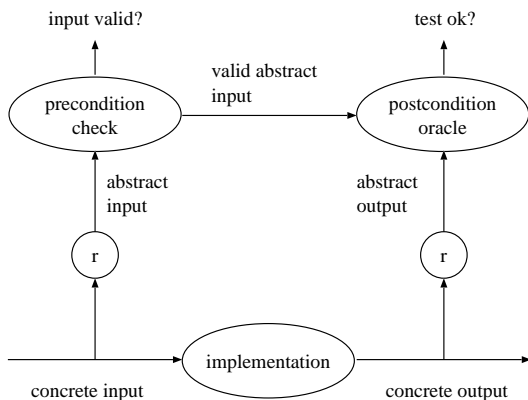 input valid?
test ok?
valid abstract
input
precondition
check
postcondition
oracle
abstract
input
abstract
output
r
r
implementation
concrete input
concrete output